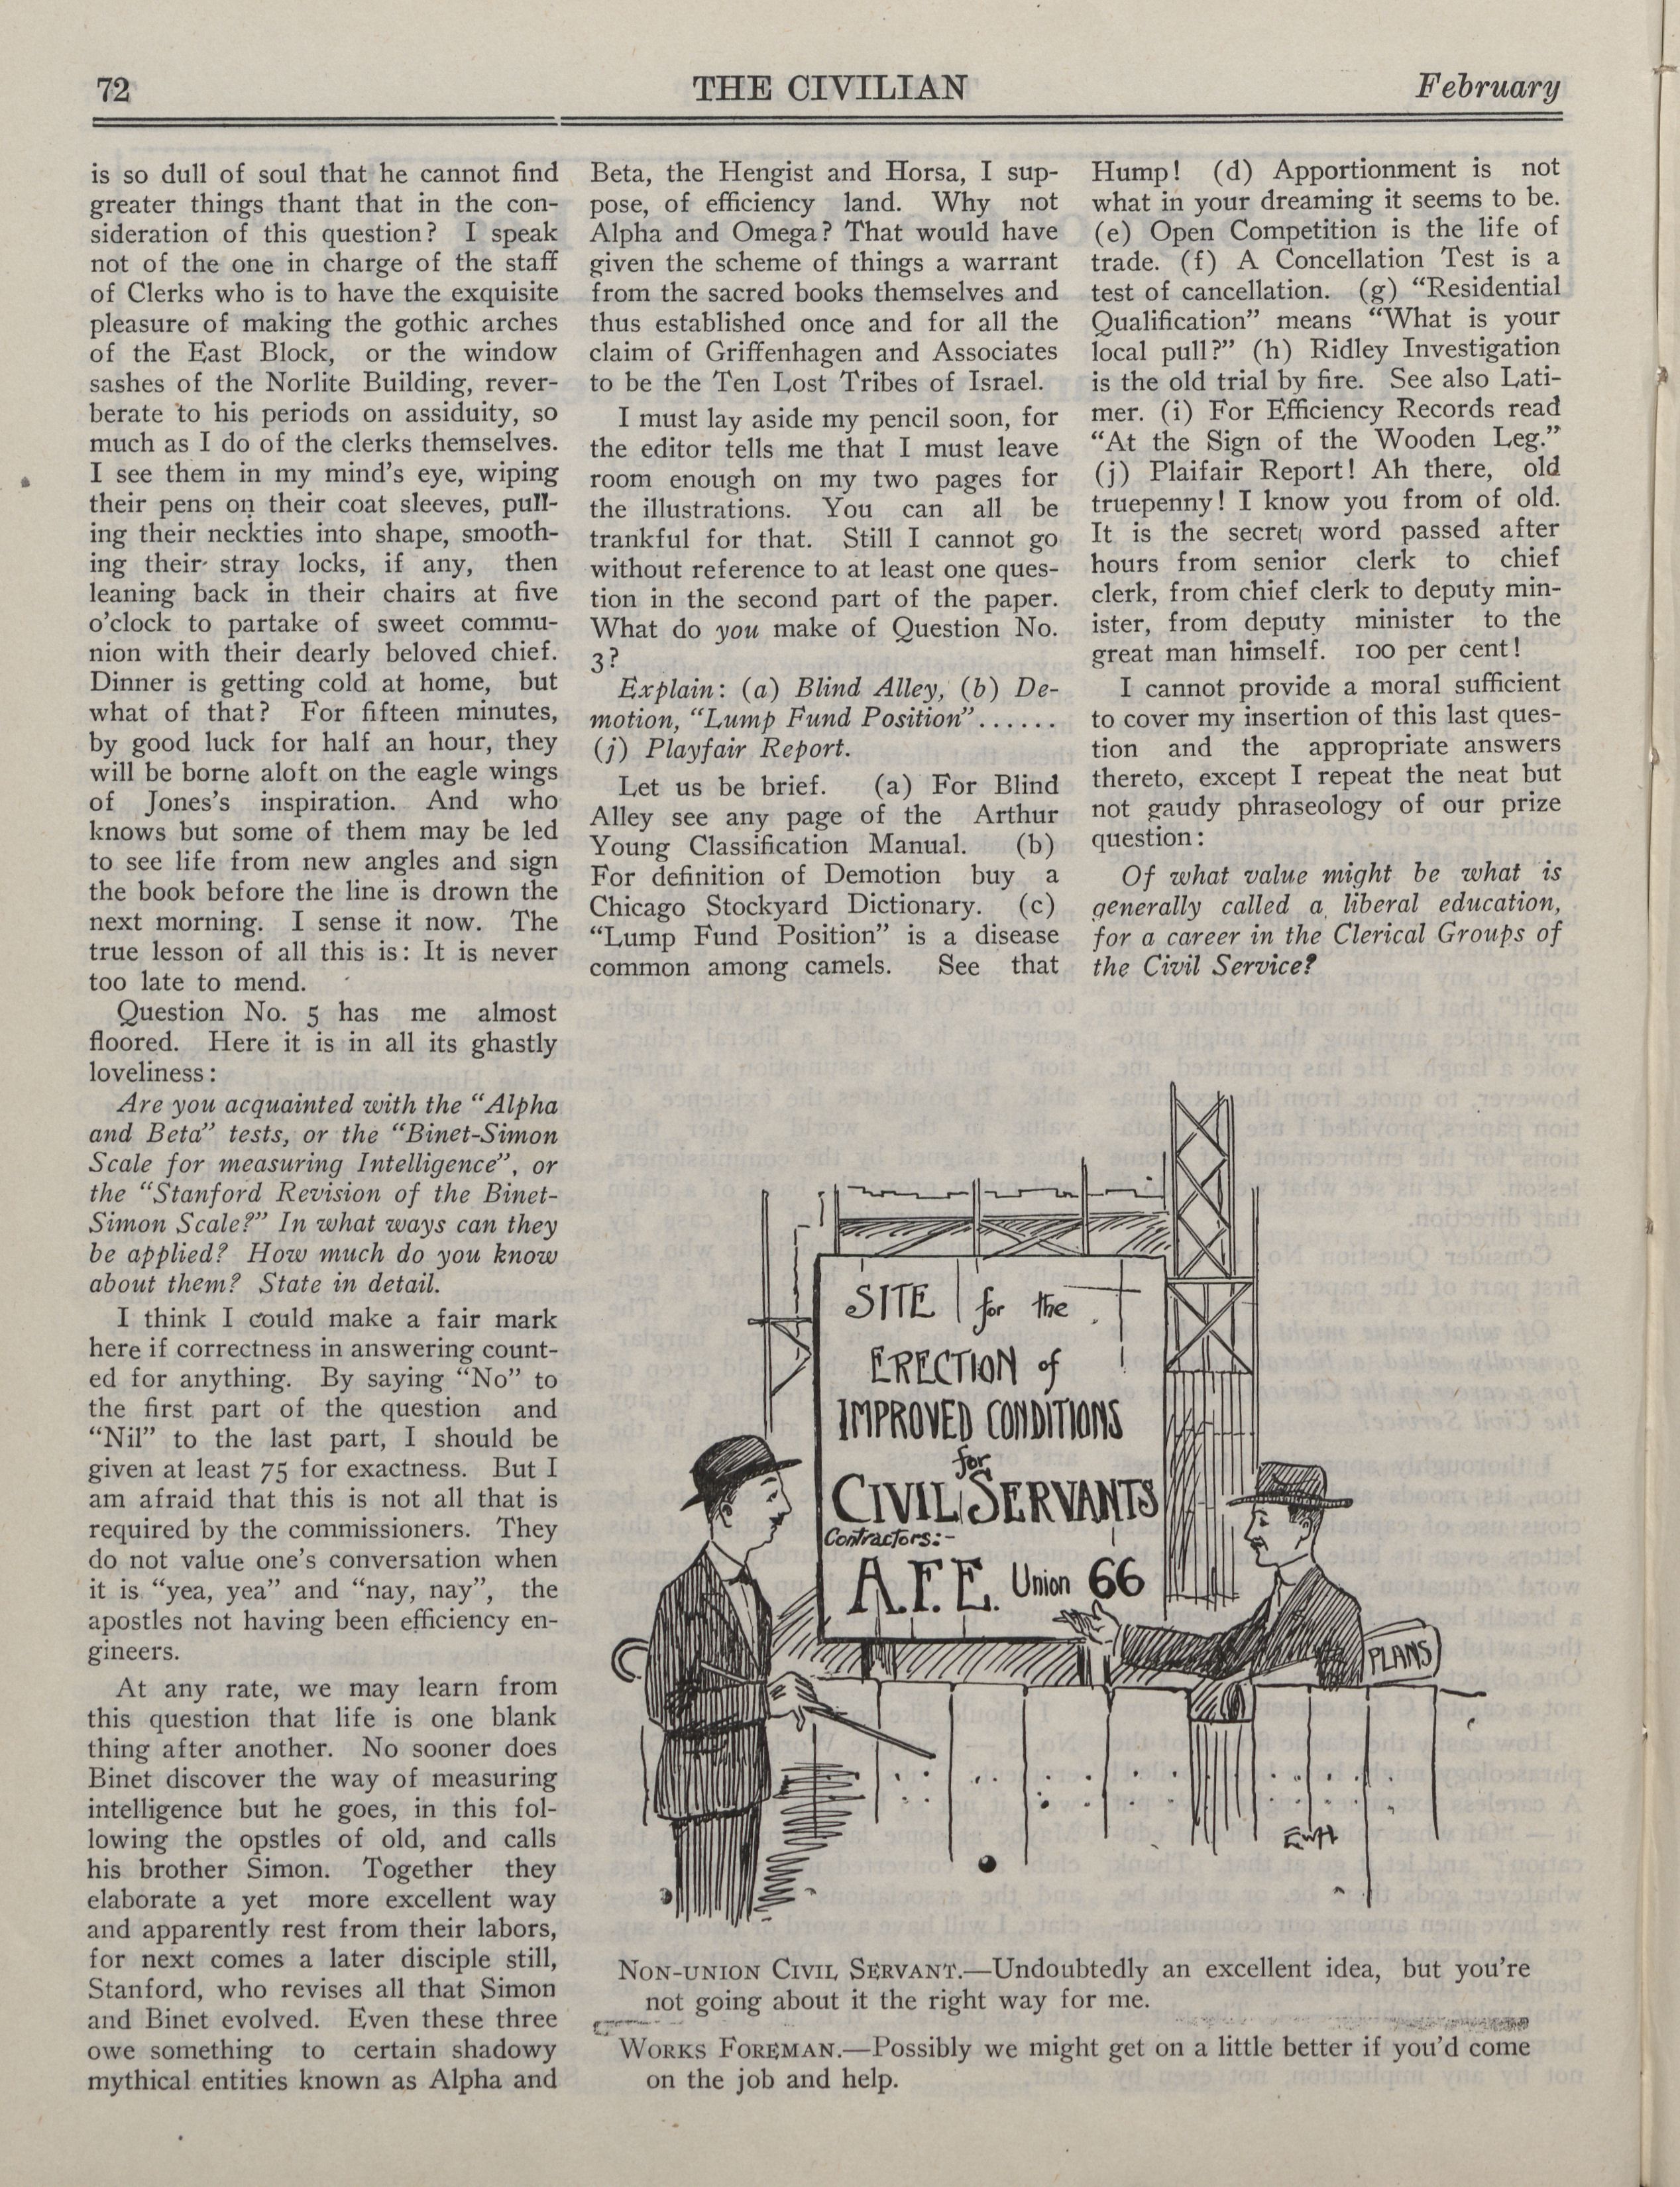 72
THE CIVILIAN
February
is so dull of soul that he cannot find
greater things thant that in the con-
sideration of this question? I speak
not of the one in charge of the staff
of Clerks who is to have the exquisite
pleasure of making the gothic arches
of the East Block, or the window
sashes of the Norlite Building, rever-
berate to his periods on assiduity, so
much as I do of the clerks themselves.
I see them in my mind's eye, wiping
their pens on their coat sleeves, pull-
ing their neckties into shape, smooth-
ing their stray locks, if any, then
leaning back in their chairs at five
o'clock to partake of sweet commu-
nion with their dearly beloved chief.
Dinner is getting cold at home, but
what of that? For fifteen minutes,
by good luck for half an hour, they
will be borne aloft on the eagle wings
of Jones's inspiration. And who
knows but some of them may be led
to see life from new angles and sign
the book before the line is drown the
next morning. I sense it now. The
true lesson of all this is: It is never
too late to mend.
Question No. 5 has me almost
floored. Here it is in all its ghastly
loveliness:
Are you acquainted with the "Alpha
and Beta" tests, or the "Binet-Simon
Scale for measuring Intelligence", or
the "Stanford Revision of the Binet-
Simon Scale?" In what ways can they
be applied? How much do you know
about them? State in detail.
I think I could make a fair mark
here if correctness in answering count-
ed for anything. By saying "No" to
the first part of the question and
"Nil" to the last part, I should be
given at least 75 for exactness. But I
am afraid that this is not all that is
required by the commissioners. They
do not value one's conversation when
it is "yea, yea" and "nay, nay", the
apostles not having been efficiency en-
gineers.
At any rate, we may learn from
this question that life is one blank
thing after another. No sooner does
Binet discover the way of measuring
intelligence but he goes, in this fol-
lowing the opstles of old, and calls
his brother Simon. Together they
elaborate a yet more excellent way
and apparently rest from their labors,
for next comes a later disciple still,
Stanford, who revises all that Simon
and Binet evolved. Even these three
owe something to certain shadowy
mythical entities known as Alpha and
Beta, the Hengist and Horsa, I sup-
pose, of efficiency land. Why not
Alpha and Omega? That would have
given the scheme of things a warrant
from the sacred books themselves and
thus established once and for all the
claim of Griffenhagen and Associates
to be the Ten Lost Tribes of Israel.
I must lay aside my pencil soon, for
the editor tells me that I must leave
room enough on my two pages for
the illustrations. You can all be
trankful for that. Still I cannot go
without reference to at least one ques-
tion in the second part of the paper.
What do you make of Question No.
3?
Explain: (a) Blind Alley, (b) De-
motion, "Lump Fund Position"......
(j) Playfair Report.
Let us be brief. (a) For Blind
Alley see any page of the Arthur
Young Classification Manual. (b)
For definition of Demotion buy a
Chicago Stockyard Dictionary. (c)
"Lump Fund Position" is a disease
common among camels. See that
Hump! (d) Apportionment is not
what in your dreaming it seems to be.
(e) Open Competition is the life of
trade. (f) A Concellation Test is a
test of cancellation. (g) "Residential
Qualification" means "What is your
local pull?" (h) Ridley Investigation
is the old trial by fire. See also Lati-
mer. (i) For Efficiency Records read
"At the Sign of the Wooden Leg."
(j) Plaifair Report! Ah there, old
truepenny! I know you from of old.
It is the secret word passed after
hours from senior clerk to chief
clerk, from chief clerk to deputy min-
ister, from deputy minister to the
great man himself. 100 per cent!
I cannot provide a moral sufficient
to cover my insertion of this last ques-
tion and the appropriate answers
thereto, except I repeat the neat but
not gaudy phraseology of our prize
question:
Of what value might be what is
generally called a liberal education,
for a career in the Clerical Groups of
the Civil Service?
SITE for the
ERECTION of
IMPROVED CONDITIONS
for
CIVIL SERVANTS
Contractors:-
A.F.E. Union 66
PLANS
EWH
NON-UNION CIVIL SERVANT.—Undoubtedly an excellent idea, but you're
not going about it the right way for me.
WORKS FOREMAN.—Possibly we might get on a little better if you'd come
on the job and help.